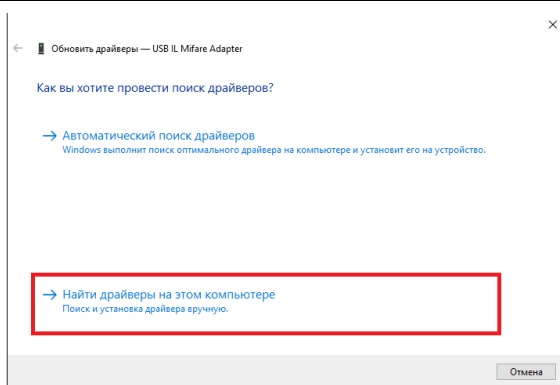 Обновить драйверы — USB IL Mifare Adapter
Как вы хотите провести поиск драйверов?
Автоматический поиск драйверов
Windows выполнит поиск оптимального драйвера на компьютере и установит его на устройство.
Найти драйверы на этом компьютере
Поиск и установка драйвера вручную.
Отмена